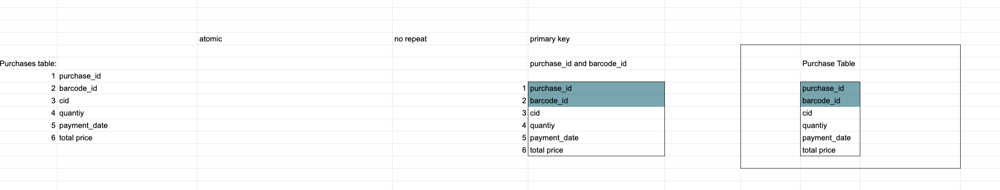 atomic no repeat primary key
Purchases table: purchase_id and barcode_id Purchase Table
1 purchase_id
2 barcode_id 1 purchase_id purchase_id
3 cid 2 barcode_id barcode_id
4 quantiy 3 cid cid
5 payment_date 4 quantiy quantiy
6 total price 5 payment_date payment_date
6 total price total price